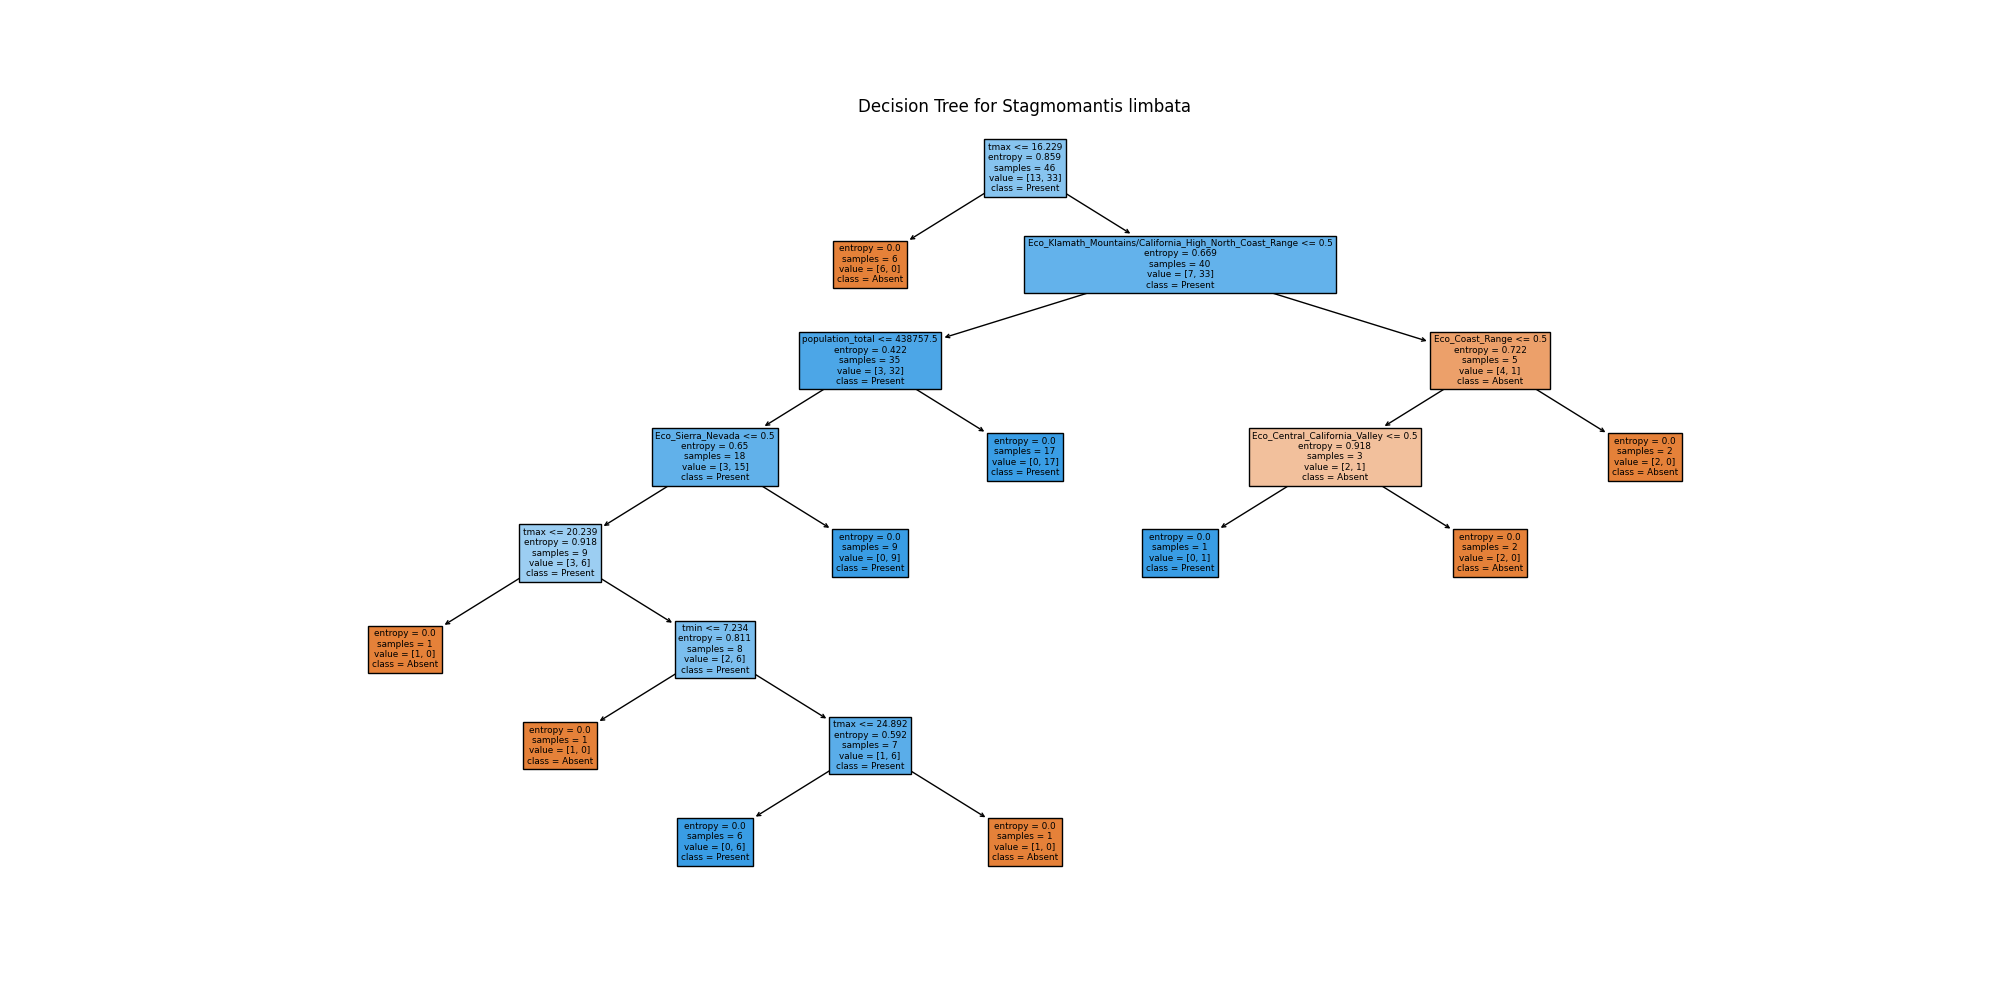 Decision Tree for Stagmomantis limbata
tmax <= 16.229
entropy = 0.859
samples = 46
value = [13, 33]
class = Present
entropy = 0.0
samples = 6
value = [6, 0]
class = Absent
Eco_Klamath_Mountains/California_High_North_Coast_Range <= 0.5
entropy = 0.669
samples = 40
value = [7, 33]
class = Present
population_total <= 438757.5
entropy = 0.422
samples = 35
value = [3, 32]
class = Present
Eco_Coast_Range <= 0.5
entropy = 0.722
samples = 5
value = [4, 1]
class = Absent
Eco_Sierra_Nevada <= 0.5
entropy = 0.65
samples = 18
value = [3, 15]
class = Present
entropy = 0.0
samples = 17
value = [0, 17]
class = Present
Eco_Central_California_Valley <= 0.5
entropy = 0.918
samples = 3
value = [2, 1]
class = Absent
entropy = 0.0
samples = 2
value = [2, 0]
class = Absent
tmax <= 20.239
entropy = 0.918
samples = 9
value = [3, 6]
class = Present
entropy = 0.0
samples = 9
value = [0, 9]
class = Present
entropy = 0.0
samples = 1
value = [0, 1]
class = Present
entropy = 0.0
samples = 2
value = [2, 0]
class = Absent
entropy = 0.0
samples = 1
value = [1, 0]
class = Absent
tmin <= 7.234
entropy = 0.811
samples = 8
value = [2, 6]
class = Present
entropy = 0.0
samples = 1
value = [1, 0]
class = Absent
tmax <= 24.892
entropy = 0.592
samples = 7
value = [1, 6]
class = Present
entropy = 0.0
samples = 6
value = [0, 6]
class = Present
entropy = 0.0
samples = 1
value = [1, 0]
class = Absent